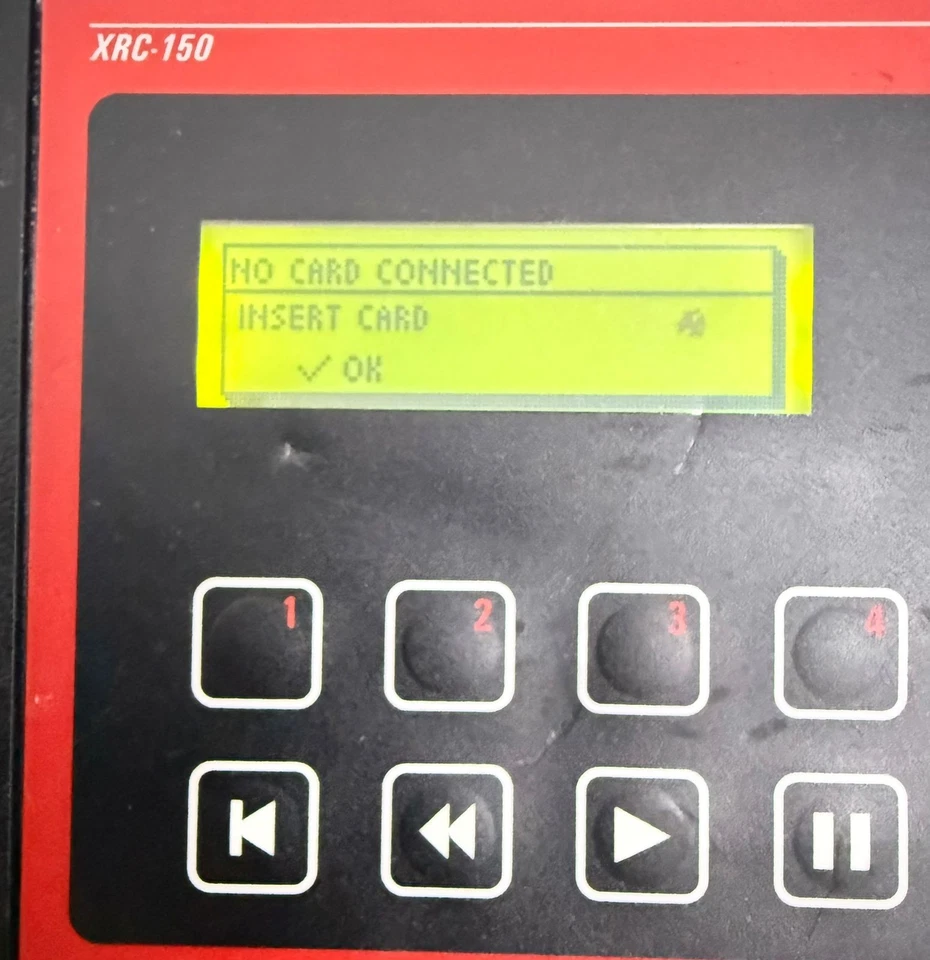 XRC-150
NO CARD CONNECTED
INSERT CARD
✓ OK
1 2 3 4